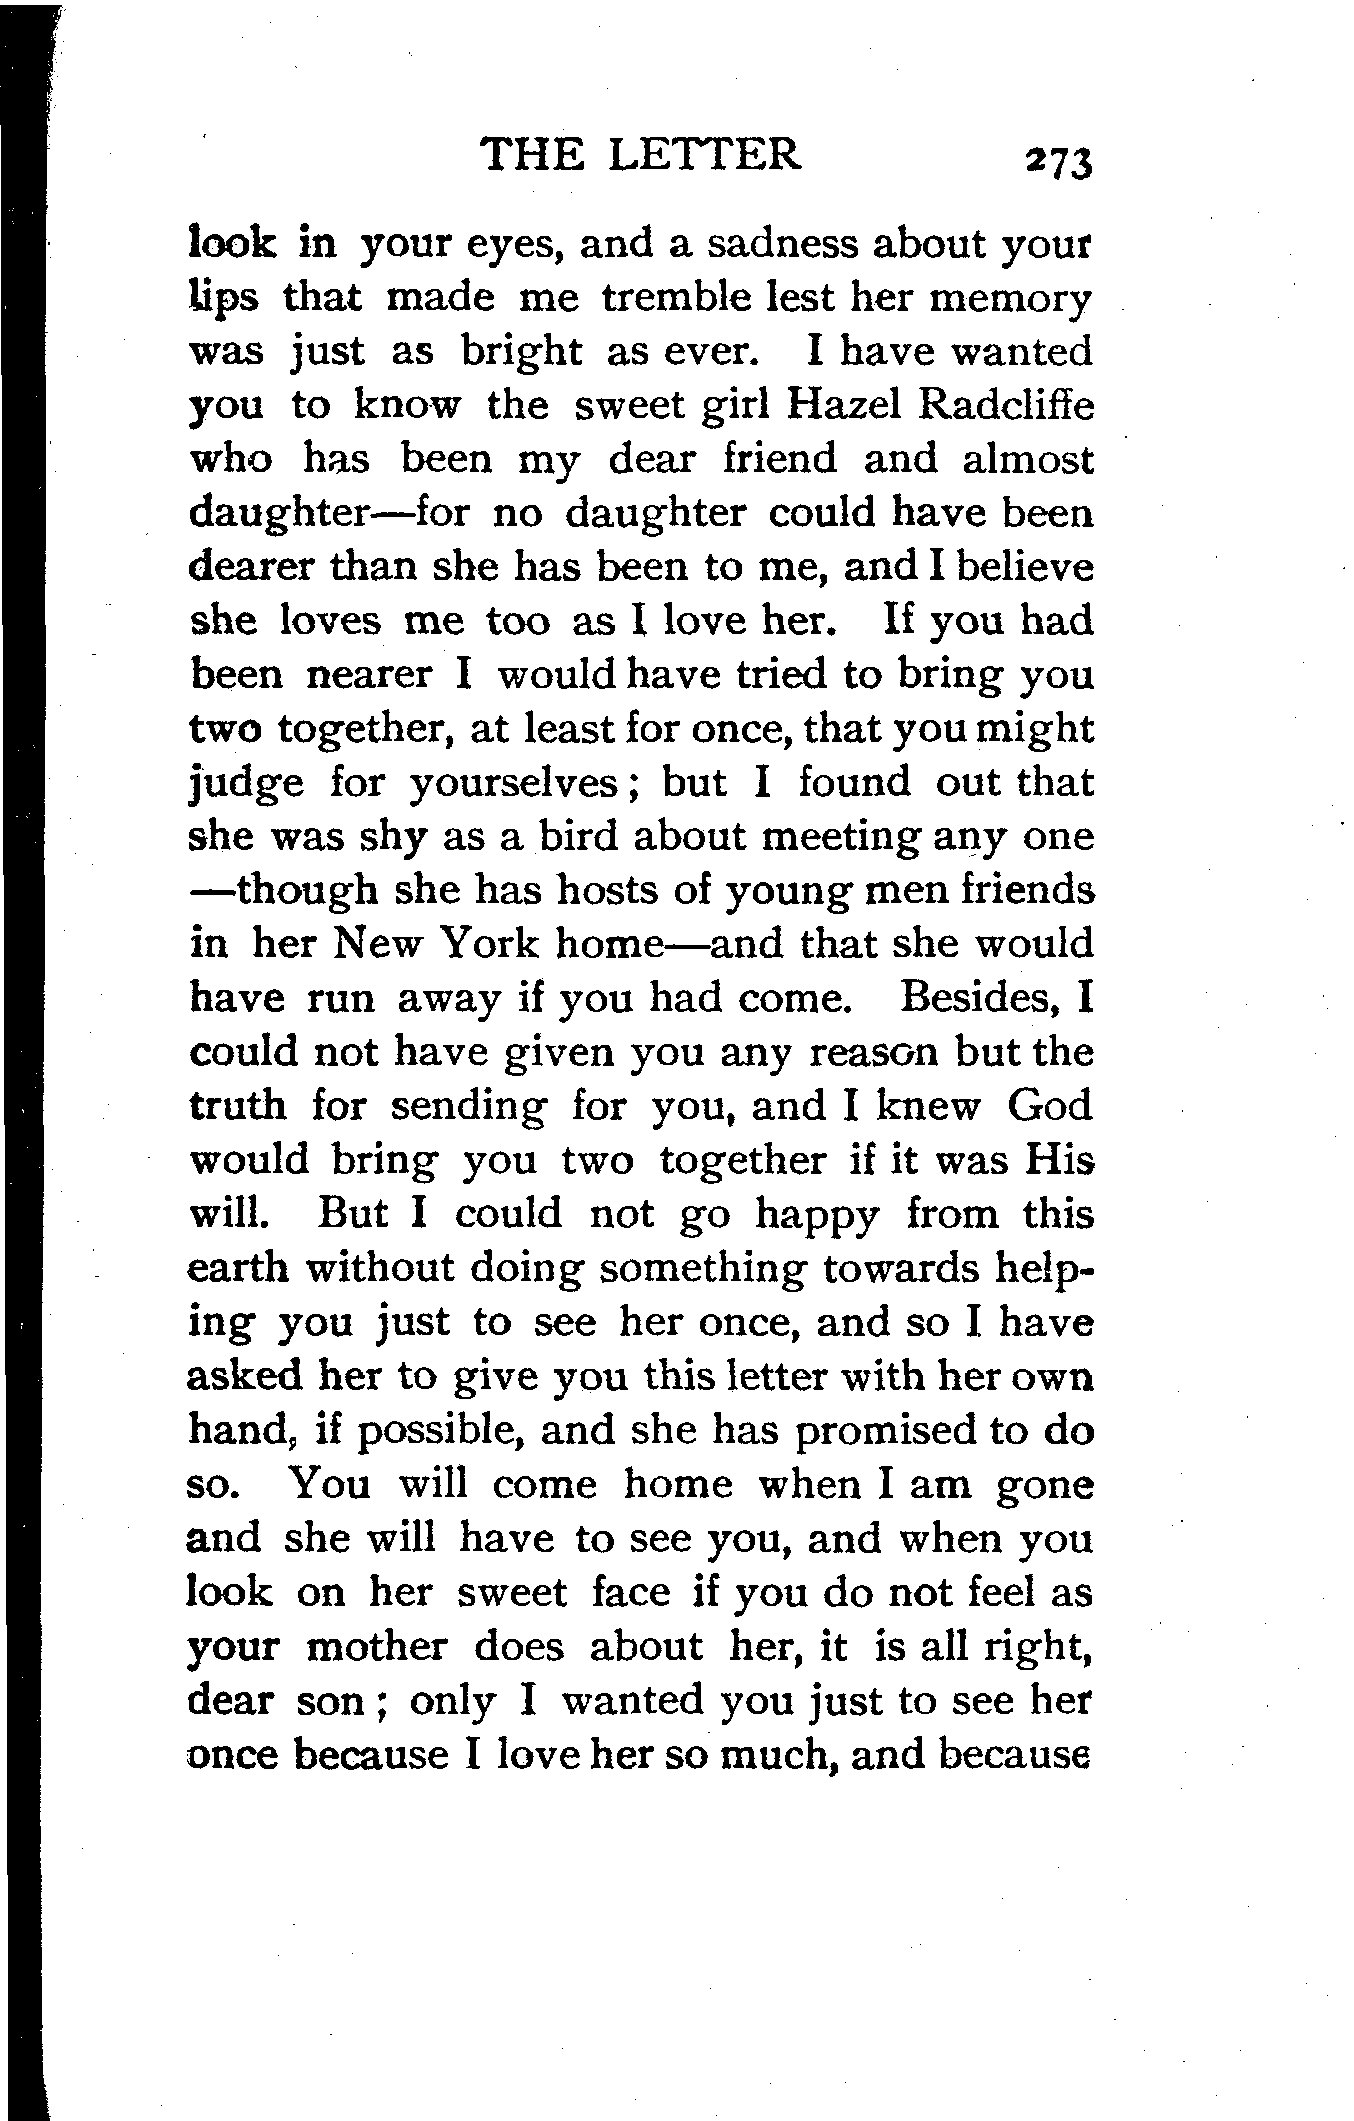 THE LETTER 273
look in your eyes, and a sadness about your
lips that made me tremble lest her memory
was just as bright as ever. I have wanted
you to know the sweet girl Hazel Radcliffe
who has been my dear friend and almost
daughter—for no daughter could have been
dearer than she has been to me, and I believe
she loves me too as I love her. If you had
been nearer I would have tried to bring you
two together, at least for once, that you might
judge for yourselves; but I found out that
she was shy as a bird about meeting any one
—though she has hosts of young men friends
in her New York home—and that she would
have run away if you had come. Besides, I
could not have given you any reason but the
truth for sending for you, and I knew God
would bring you two together if it was His
will. But I could not go happy from this
earth without doing something towards help-
ing you just to see her once, and so I have
asked her to give you this letter with her own
hand, if possible, and she has promised to do
so. You will come home when I am gone
and she will have to see you, and when you
look on her sweet face if you do not feel as
your mother does about her, it is all right,
dear son; only I wanted you just to see her
once because I love her so much, and because